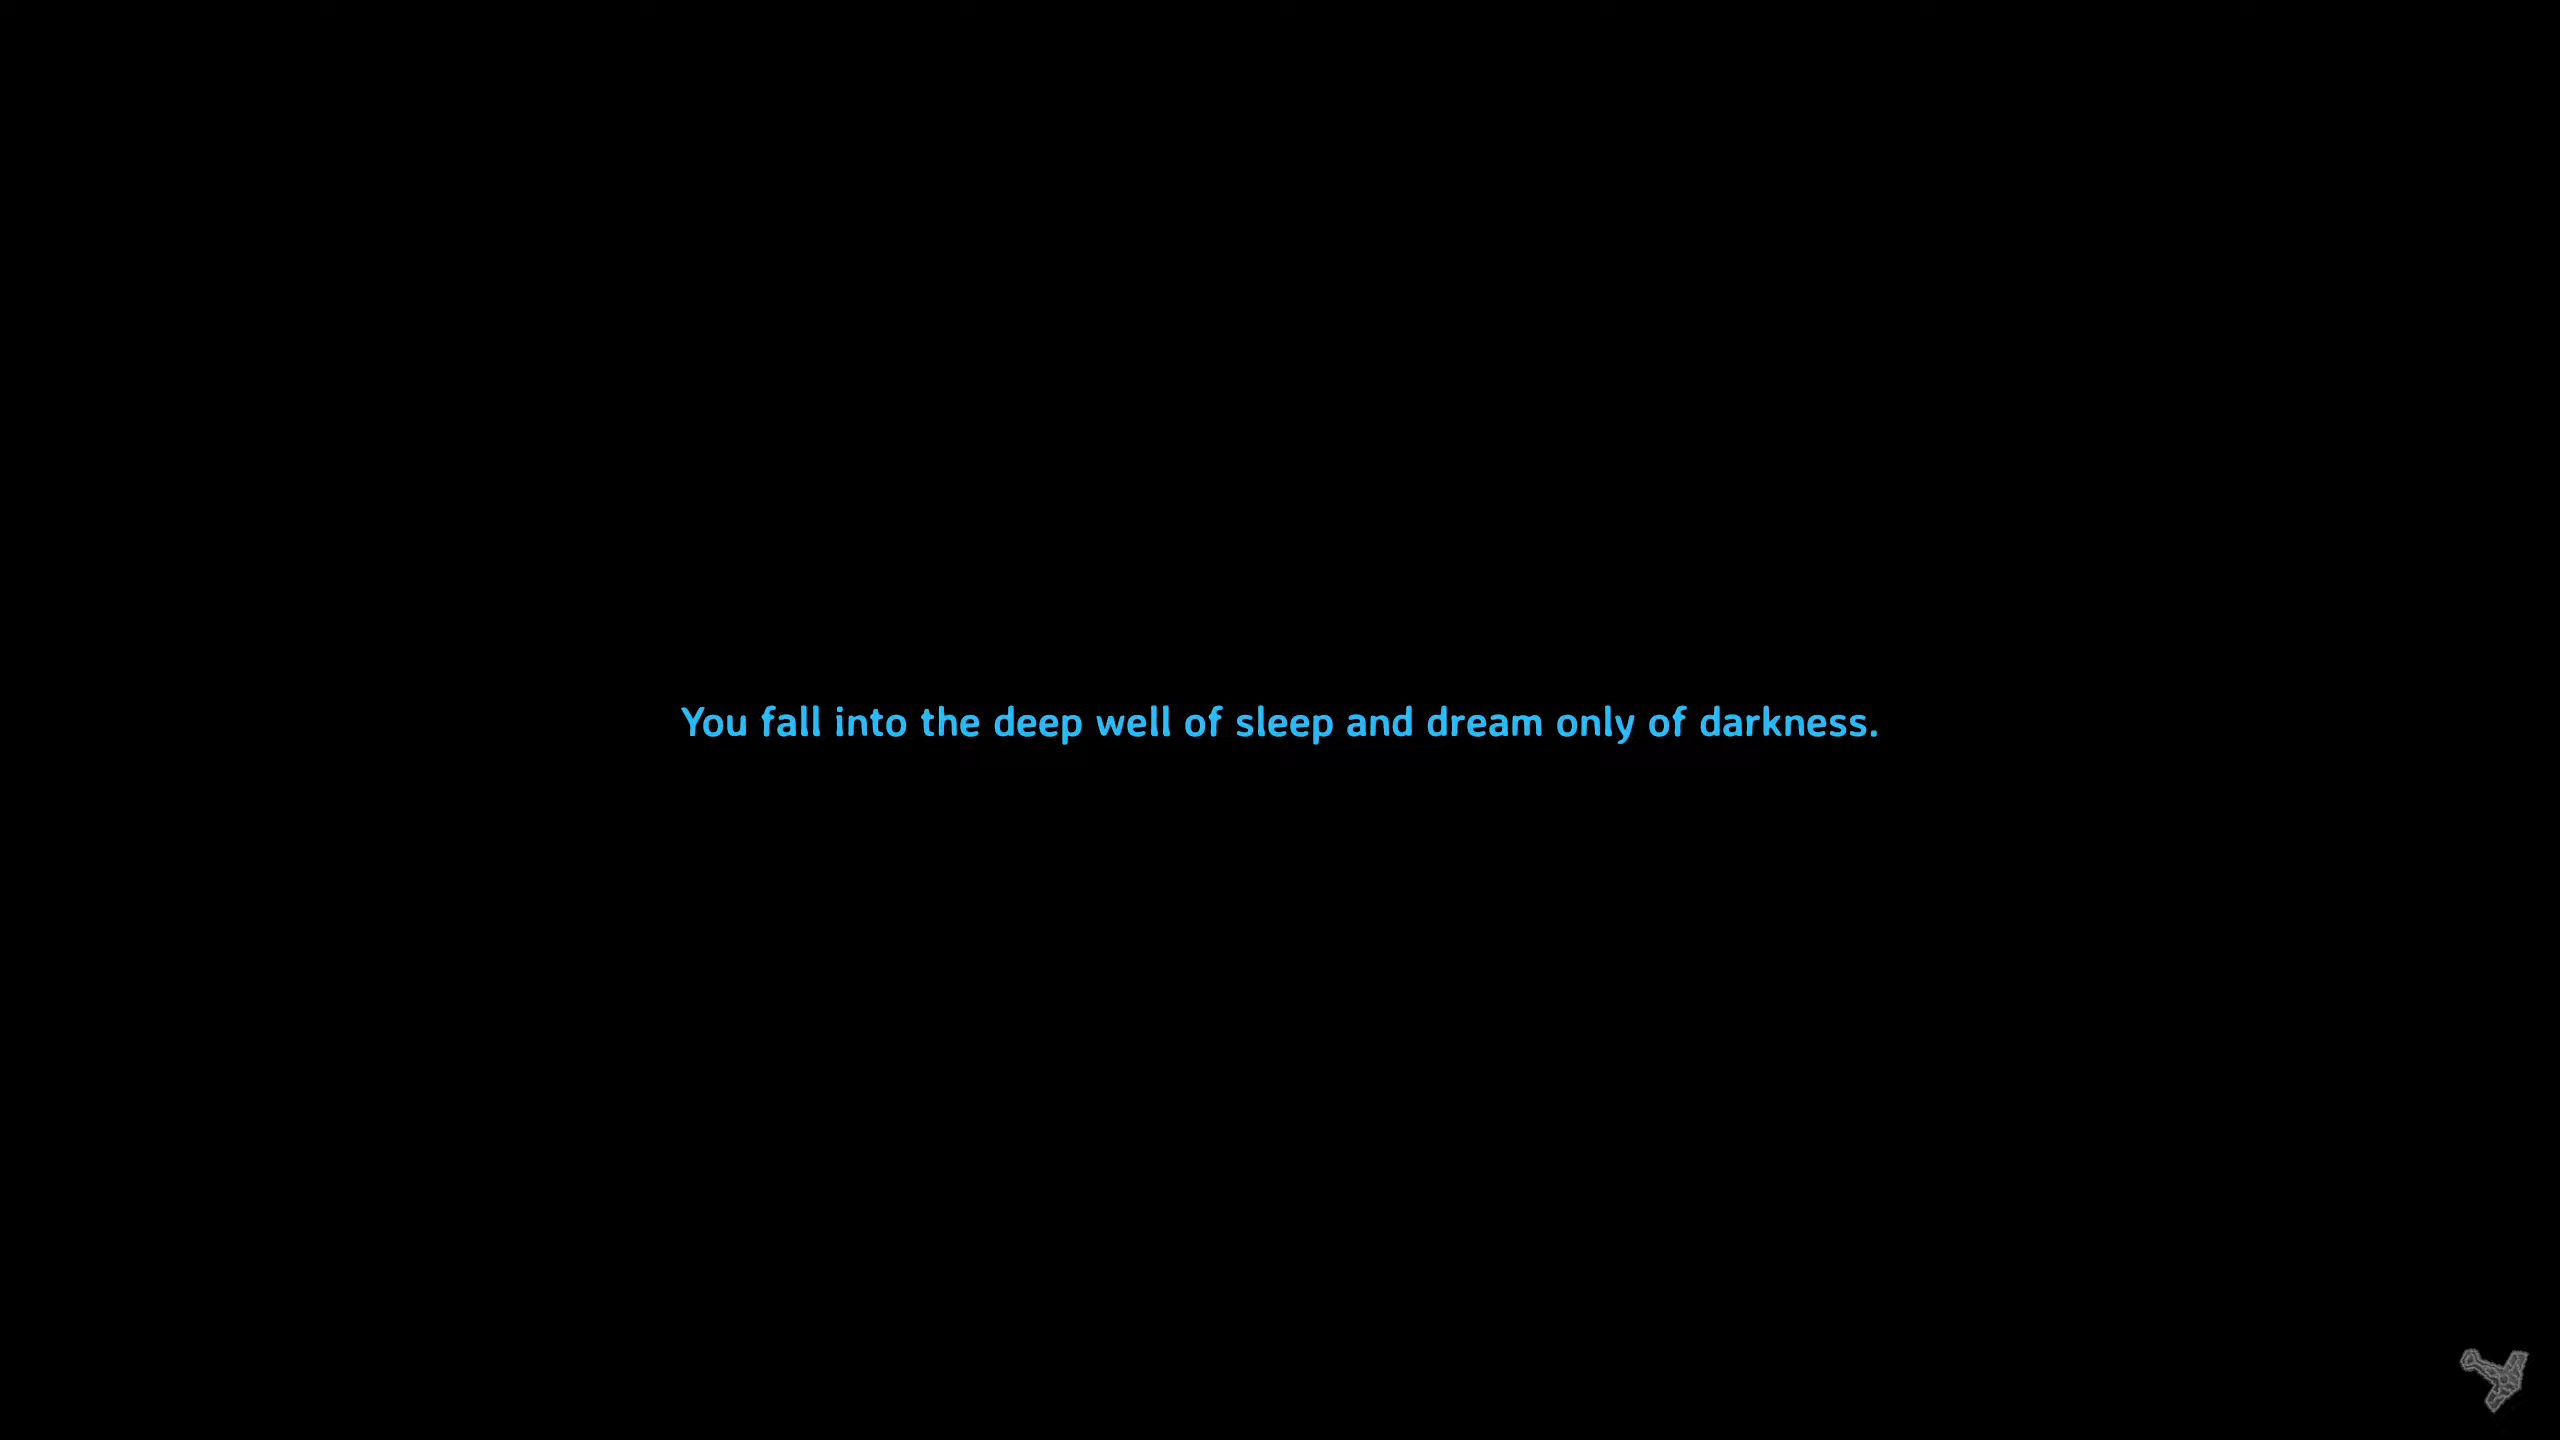 You fall into the deep well of sleep and dream only of darkness.